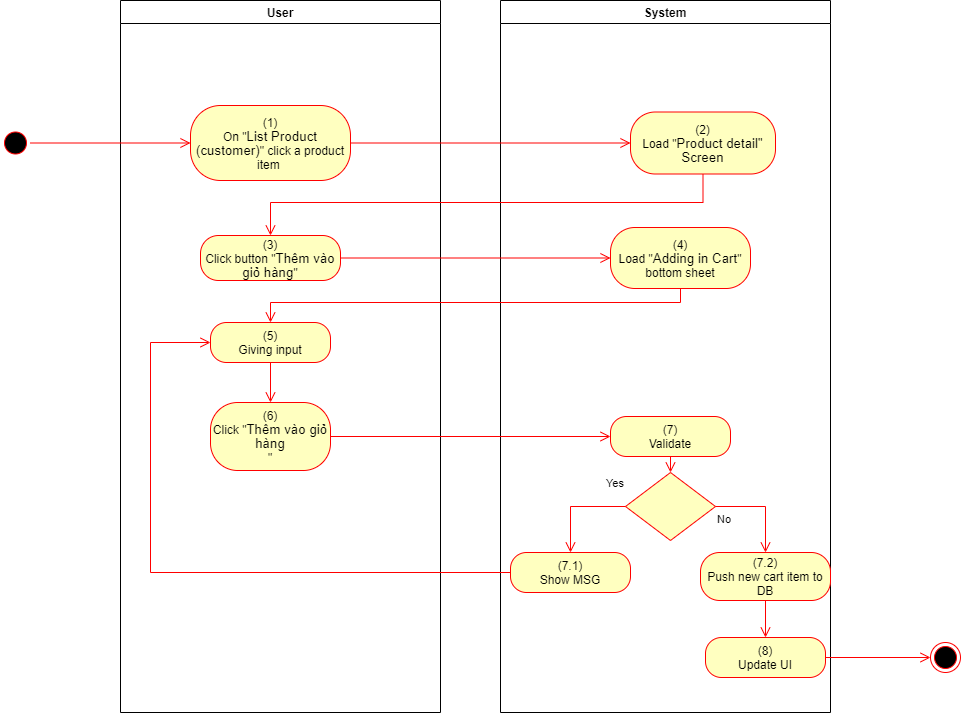 User
System
(1)
On "List Product
(customer)" click a product
item
(2)
Load "Product detail"
Screen
(3)
Click button "Thêm vào
giỏ hàng"
(4)
Load "Adding in Cart"
bottom sheet
(5)
Giving input
(6)
Click "Thêm vào giỏ
hàng
"
(7)
Validate
Yes
No
(7.1)
Show MSG
(7.2)
Push new cart item to
DB
(8)
Update UI